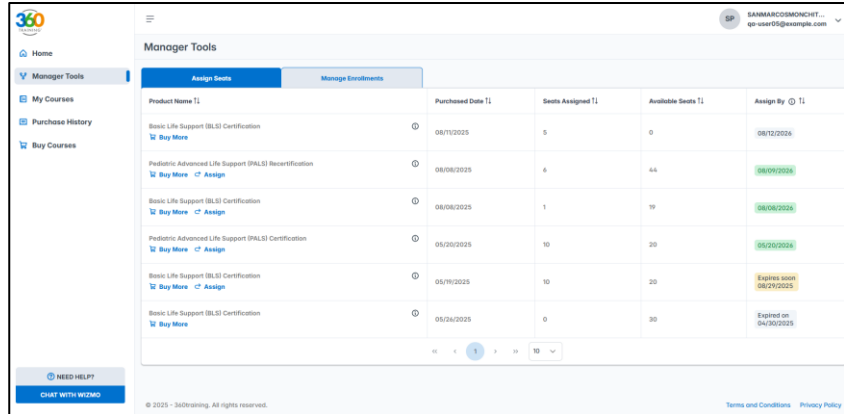 360
TRAINING
SP
SANMARCOSMONCHIT...
qa-user05@example.com
Home
Manager Tools
My Courses
Purchase History
Buy Courses
Manager Tools
Assign Seats
Manage Enrollments
Product Name
Purchased Date
Seats Assigned
Available Seats
Assign By
Basic Life Support (BLS) Certification
Buy More
08/11/2025
5
0
08/12/2026
Pediatric Advanced Life Support (PALS) Recertification
Buy More Assign
08/08/2025
6
44
08/09/2026
Basic Life Support (BLS) Certification
Buy More Assign
08/08/2025
1
19
08/08/2026
Pediatric Advanced Life Support (PALS) Certification
Buy More Assign
05/20/2025
10
20
05/20/2026
Basic Life Support (BLS) Certification
Buy More Assign
05/19/2025
10
20
Expires soon
08/29/2025
Basic Life Support (BLS) Certification
Buy More
05/26/2025
0
30
Expired on
04/30/2025
<< < 1 > >> 10
NEED HELP?
CHAT WITH WIZMO
© 2025 - 360training. All rights reserved.
Terms and Conditions Privacy Policy